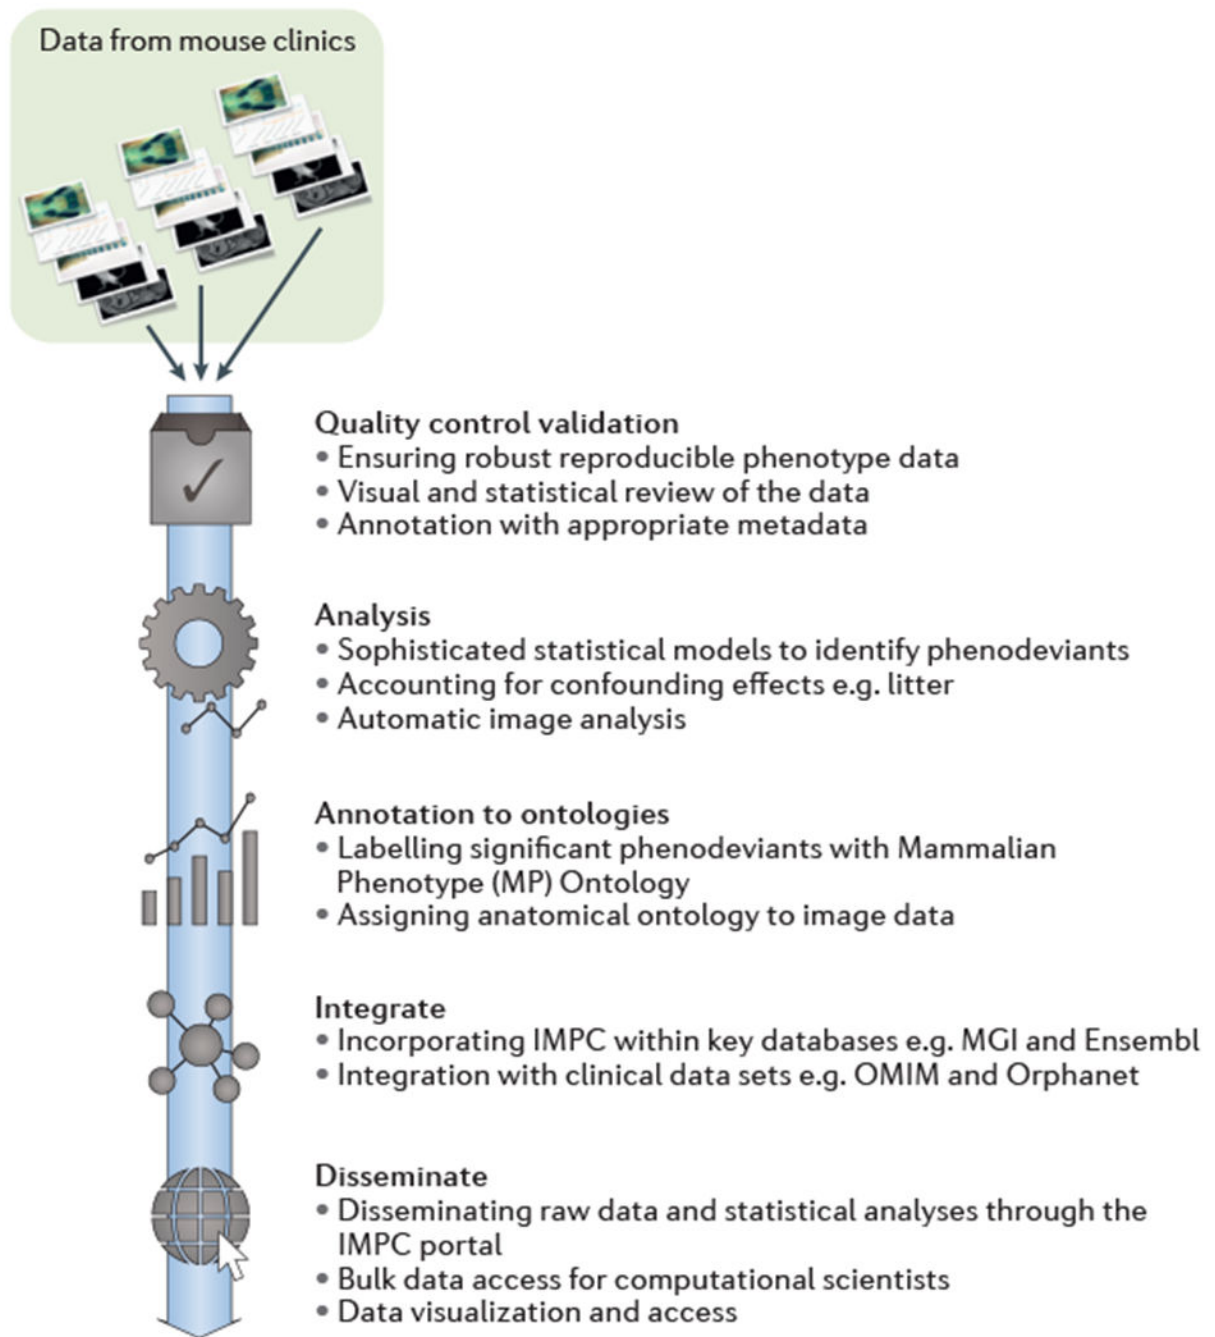 Data from mouse clinics
Quality control validation
• Ensuring robust reproducible phenotype data
• Visual and statistical review of the data
• Annotation with appropriate metadata
Analysis
• Sophisticated statistical models to identify phenodeviants
• Accounting for confounding effects e.g. litter
• Automatic image analysis
Annotation to ontologies
• Labelling significant phenodeviants with Mammalian
Phenotype (MP) Ontology
• Assigning anatomical ontology to image data
Integrate
• Incorporating IMPC within key databases e.g. MGI and Ensembl
• Integration with clinical data sets e.g. OMIM and Orphanet
Disseminate
• Disseminating raw data and statistical analyses through the
IMPC portal
• Bulk data access for computational scientists
• Data visualization and access